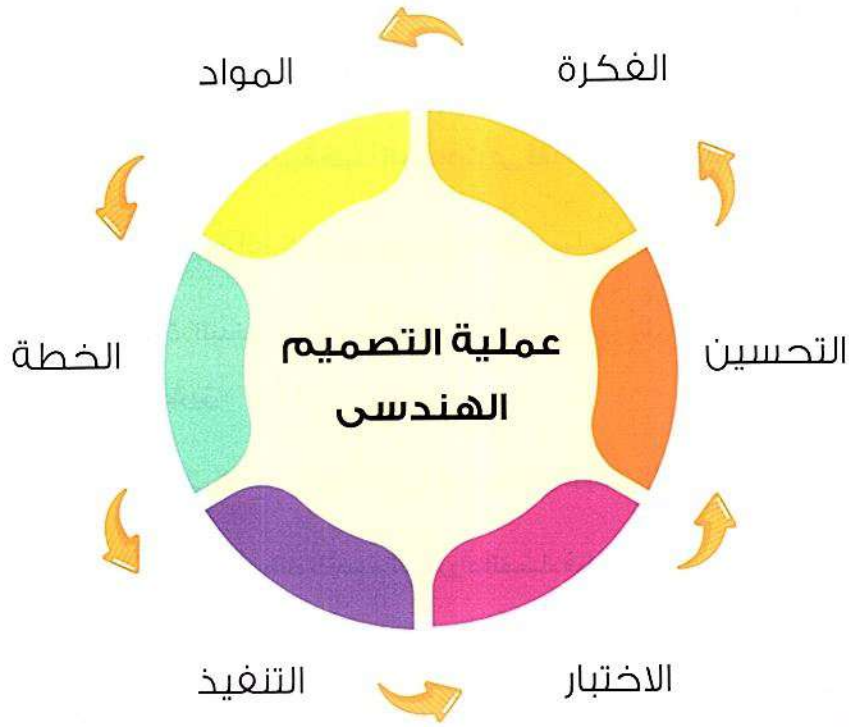 الفكرة
المواد
الخطة
التنفيذ
الاختبار
التحسين
عملية التصميم
الهندسى